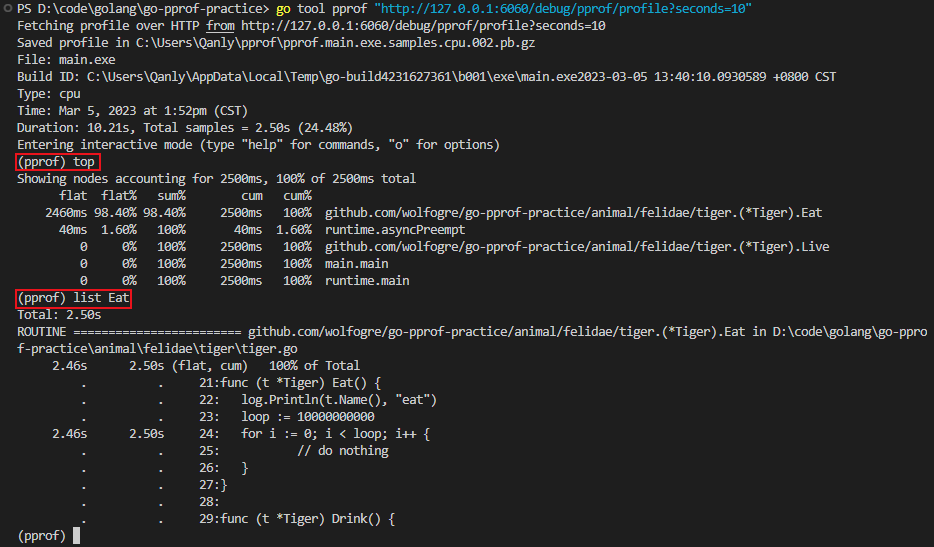 PS D:\code\golang\go-pprof-practice> go tool pprof "http://127.0.0.1:6060/debug/pprof/profile?seconds=10"
Fetching profile over HTTP from http://127.0.0.1:6060/debug/pprof/profile?seconds=10
Saved profile in C:\Users\Qanly\pprof\pprof.main.exe.samples.cpu.002.pb.gz
File: main.exe
Build ID: C:\Users\Qanly\AppData\Local\Temp\go-build4231627361\b001\exe\main.exe2023-03-05 13:40:10.0930589 +0800 CST
Type: cpu
Time: Mar 5, 2023 at 1:52pm (CST)
Duration: 10.21s, Total samples = 2.50s (24.48%)
Entering interactive mode (type "help" for commands, "o" for options)
(pprof) top
Showing nodes accounting for 2500ms, 100% of 2500ms total
      flat  flat%   sum%        cum   cum%
    2460ms 98.40% 98.40%     2500ms   100%  github.com/wolfogre/go-pprof-practice/animal/felidae/tiger.(*Tiger).Eat
      40ms  1.60%   100%       40ms  1.60%  runtime.asyncPreempt
         0     0%   100%     2500ms   100%  github.com/wolfogre/go-pprof-practice/animal/felidae/tiger.(*Tiger).Live
         0     0%   100%     2500ms   100%  main.main
         0     0%   100%     2500ms   100%  runtime.main
(pprof) list Eat
Total: 2.50s
ROUTINE ======================== github.com/wolfogre/go-pprof-practice/animal/felidae/tiger.(*Tiger).Eat in D:\code\golang\go-ppro
f-practice\animal\felidae\tiger\tiger.go
     2.46s      2.50s (flat, cum)   100% of Total
         .          .     21:func (t *Tiger) Eat() {
         .          .     22:   log.Println(t.Name(), "eat")
         .          .     23:   loop := 10000000000
     2.46s      2.50s     24:   for i := 0; i < loop; i++ {
         .          .     25:           // do nothing
         .          .     26:   }
         .          .     27:}
         .          .     28:
         .          .     29:func (t *Tiger) Drink() {
(pprof)